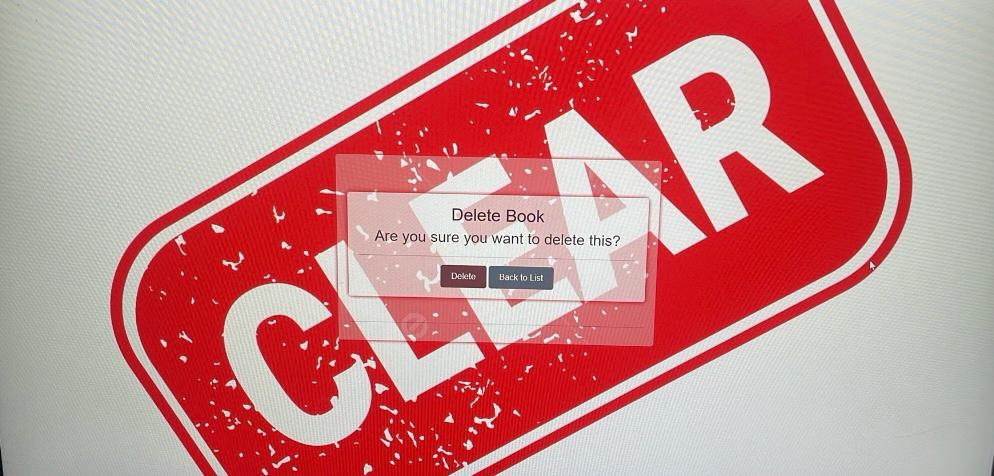 CLEAR
Delete Book
Are you sure you want to delete this?
Delete
Back to List